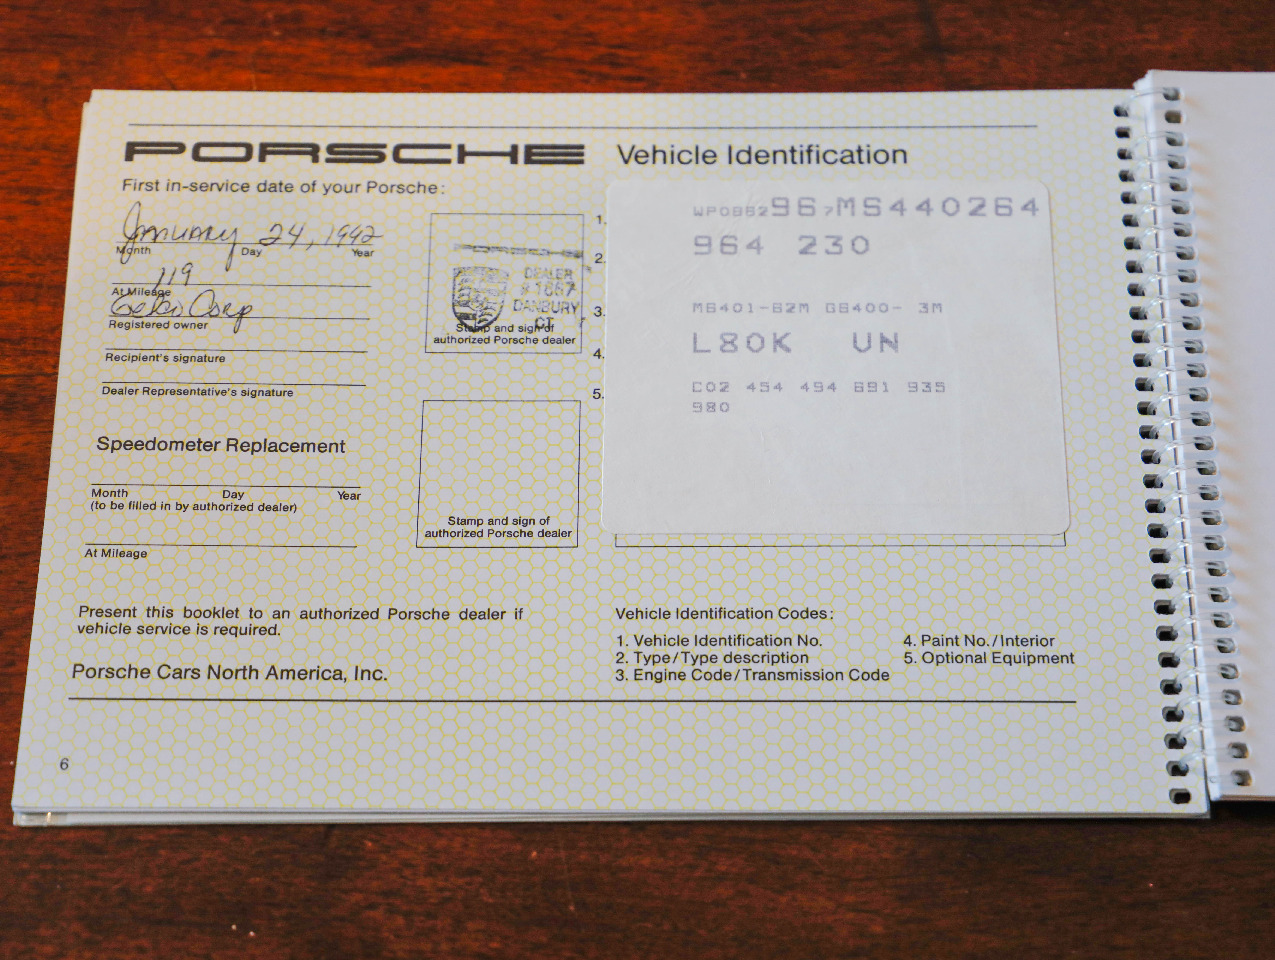 PORSCHE
Vehicle Identification
First in-service date of your Porsche:
January 24, 1992
Month Day Year
119
At Mileage
Corp
Registered owner
Recipient's signature
Dealer Representative's signature
DEALER
DANBURY
CT
Stamp and sign of
authorized Porsche dealer
Speedometer Replacement
Month Day Year
(to be filled in by authorized dealer)
At Mileage
Stamp and sign of
authorized Porsche dealer
Present this booklet to an authorized Porsche dealer if
vehicle service is required.
Porsche Cars North America, Inc.
1. WP0BB2967MS440264
2. 964 230
3. M6401-62M G6400- 3M
4. L80K UN
5. C02 454 494 691 935
980
Vehicle Identification Codes:
1. Vehicle Identification No.
2. Type/Type description
3. Engine Code/Transmission Code
4. Paint No./Interior
5. Optional Equipment
6